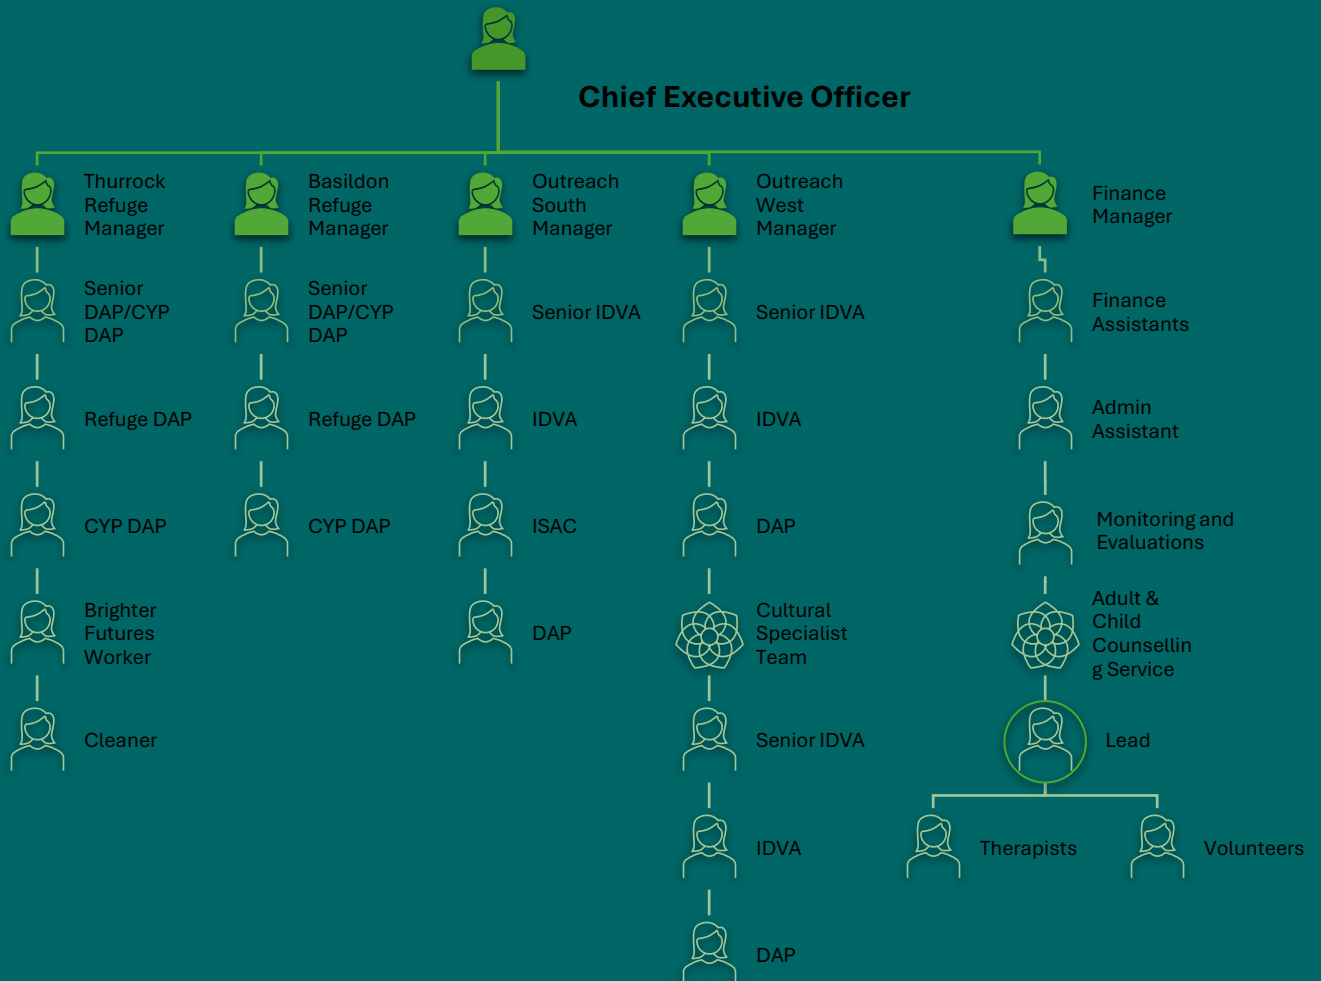 Chief Executive Officer
Thurrock
Refuge
Manager
Basildon
Refuge
Manager
Outreach
South
Manager
Outreach
West
Manager
Finance
Manager
Senior
DAP/CYP
DAP
Senior
DAP/CYP
DAP
Senior IDVA
Senior IDVA
Finance
Assistants
Refuge DAP
Refuge DAP
IDVA
IDVA
Admin
Assistant
CYP DAP
CYP DAP
ISAC
DAP
Monitoring and
Evaluations
Brighter
Futures
Worker
DAP
Cultural
Specialist
Team
Adult &
Child
Counsellin
g Service
Cleaner
Senior IDVA
Lead
IDVA
Therapists
Volunteers
DAP